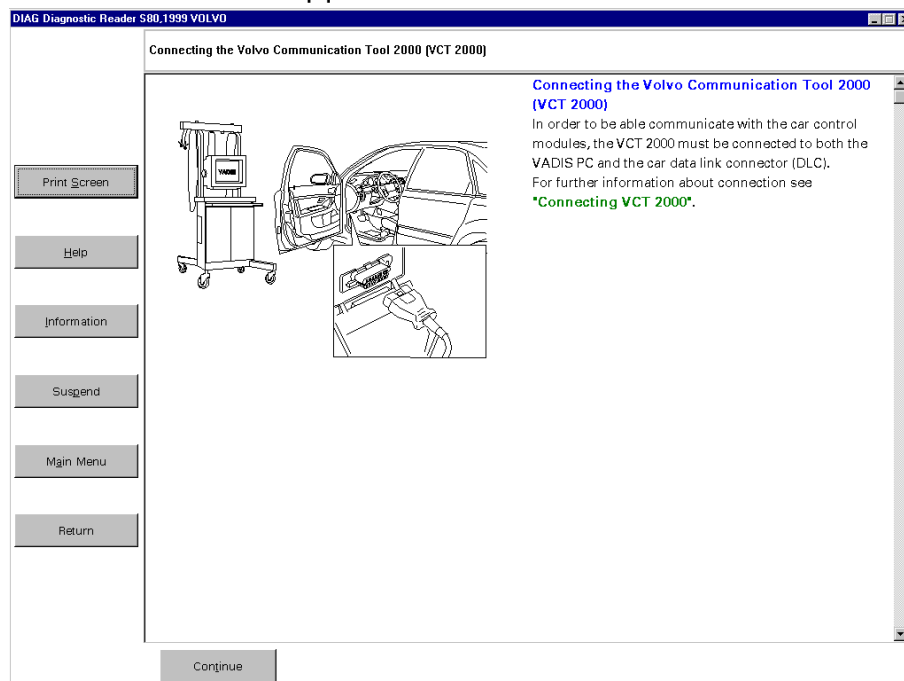 DIAG Diagnostic Reader S80,1999 VOLVO
Connecting the Volvo Communication Tool 2000 (VCT 2000)
Print Screen
Help
Information
Suspend
Main Menu
Return
VADIS
Connecting the Volvo Communication Tool 2000
(VCT 2000)
In order to be able communicate with the car control
modules, the VCT 2000 must be connected to both the
VADIS PC and the car data link connector (DLC).
For further information about connection see
"Connecting VCT 2000".
Continue